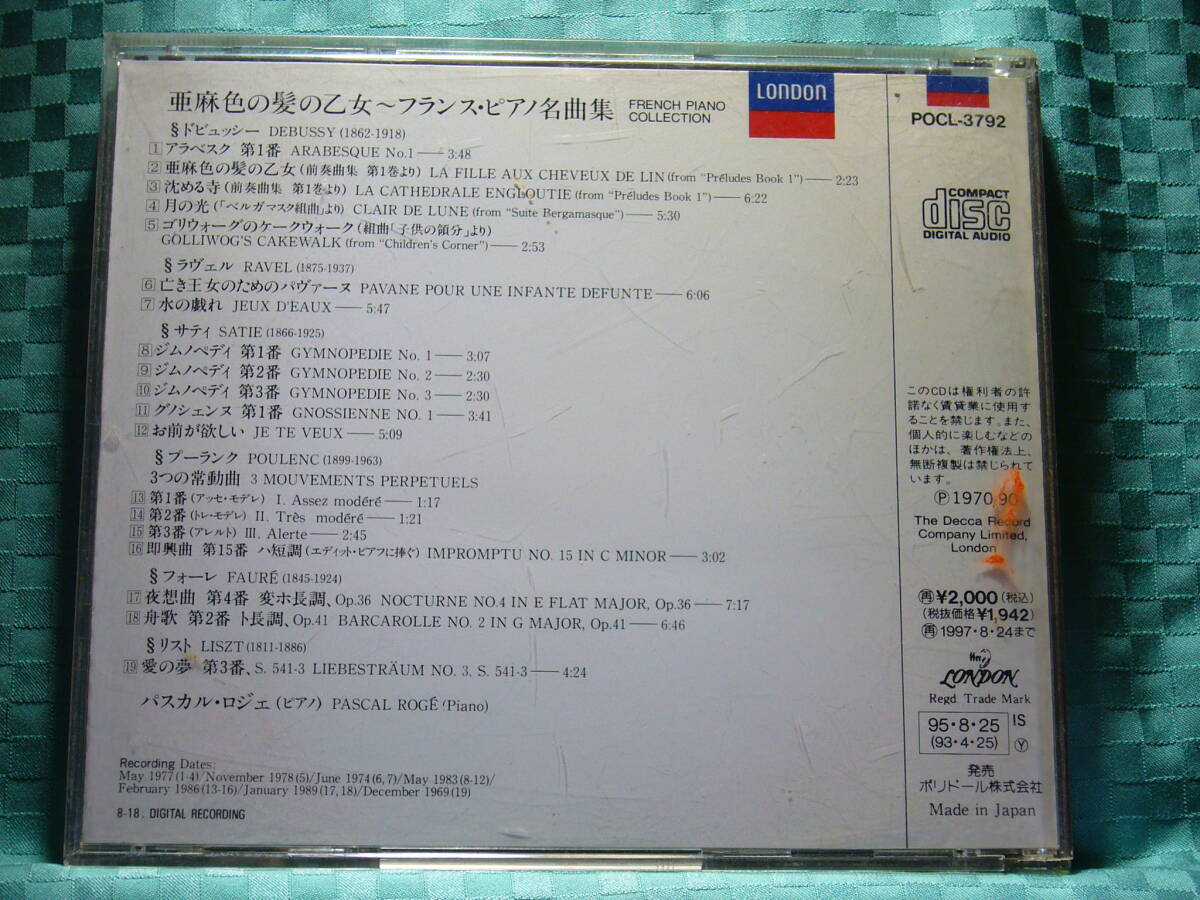 亜麻色の髪の乙女～フランス・ピアノ名曲集 FRENCH PIANO COLLECTION
§ドビュッシー DEBUSSY (1862-1918)
1 アラベスク 第1番 ARABESQUE No.1 — 3:48
2 亜麻色の髪の乙女 (前奏曲集 第1巻より) LA FILLE AUX CHEVEUX DE LIN (from "Préludes Book 1") — 2:23
3 沈める寺 (前奏曲集 第1巻より) LA CATHEDRALE ENGLOUTIE (from "Préludes Book 1") — 6:22
4 月の光 (「ベルガマスク組曲」より) CLAIR DE LUNE (from "Suite Bergamasque") — 5:30
5 ゴリウォーグのケークウォーク (組曲「子供の領分」より)
GOLLIWOG'S CAKEWALK (from "Children's Corner") — 2:53
§ラヴェル RAVEL (1875-1937)
6 亡き王女のためのパヴァーヌ PAVANE POUR UNE INFANTE DEFUNTE — 6:06
7 水の戯れ JEUX D'EAUX — 5:47
§サティ SATIE (1866-1925)
8 ジムノペディ 第1番 GYMNOPEDIE No. 1 — 3:07
9 ジムノペディ 第2番 GYMNOPEDIE No. 2 — 2:30
10 ジムノペディ 第3番 GYMNOPEDIE No. 3 — 2:30
11 グノシェンヌ 第1番 GNOSSIENNE NO. 1 — 3:41
12 お前が欲しい JE TE VEUX — 5:09
§プーランク POULENC (1899-1963)
3つの常動曲 3 MOUVEMENTS PERPETUELS
13 第1番 (アッセ・モデレ) I. Assez modéré — 1:17
14 第2番 (トレ・モデレ) II. Très modéré — 1:21
15 第3番 (アレルト) III. Alerte — 2:45
16 即興曲 第15番 ハ短調 (エディット・ピアフに捧ぐ) IMPROMPTU NO. 15 IN C MINOR — 3:02
§フォーレ FAURÉ (1845-1924)
17 夜想曲 第4番 変ホ長調、Op.36 NOCTURNE NO.4 IN E FLAT MAJOR, Op.36 — 7:17
18 舟歌 第2番 ト長調、Op.41 BARCAROLLE NO. 2 IN G MAJOR, Op.41 — 6:46
§リスト LISZT (1811-1886)
19 愛の夢 第3番、S. 541-3 LIEBESTRÄUM NO. 3, S. 541-3 — 4:24
パスカル・ロジェ (ピアノ) PASCAL ROGÉ (Piano)
Recording Dates:
May 1977 (1-4)/November 1978 (5)/June 1974 (6, 7)/May 1983 (8-12)/
February 1986 (13-16)/January 1989 (17, 18)/December 1969 (19)
8-18. DIGITAL RECORDING
LONDON
POCL-3792
COMPACT
disc
DIGITAL AUDIO
このCDは権利者の許
諾なく賃貸業に使用す
ることを禁じます。また、
個人的に楽しむなどの
ほかは、著作権法上、
無断複製は禁じられて
います。
Ⓟ 1970, 90
The Decca Record
Company Limited,
London
再 ¥2,000 (税込)
(税抜価格¥1,942)
再 1997・8・24まで
LONDON
Regd. Trade Mark
95・8・25 IS
(93・4・25) Ⓨ
発売
ポリドール株式会社
Made in Japan